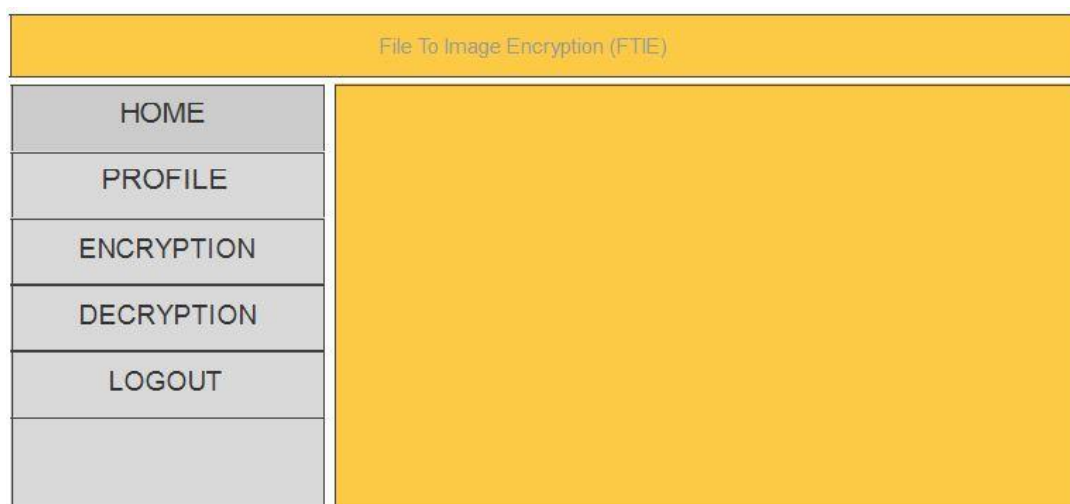 File To Image Encryption (FTIE)
HOME
PROFILE
ENCRYPTION
DECRYPTION
LOGOUT